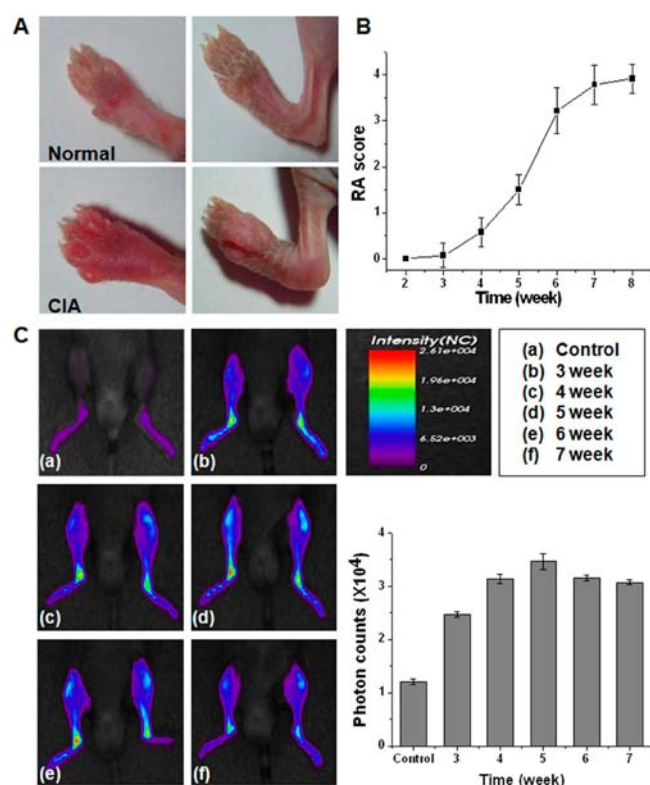 A
Normal
CIA
B
RA score
4
3
2
1
0
2 3 4 5 6 7 8
Time (week)
C
(a)
(b)
Intensity(NC)
2.61e+004
1.96e+004
1.3e+004
6.52e+003
0
(a) Control
(b) 3 week
(c) 4 week
(d) 5 week
(e) 6 week
(f) 7 week
(c)
(d)
(e)
(f)
Photon counts (X10⁴)
4
3
2
1
0
Control 3 4 5 6 7
Time (week)